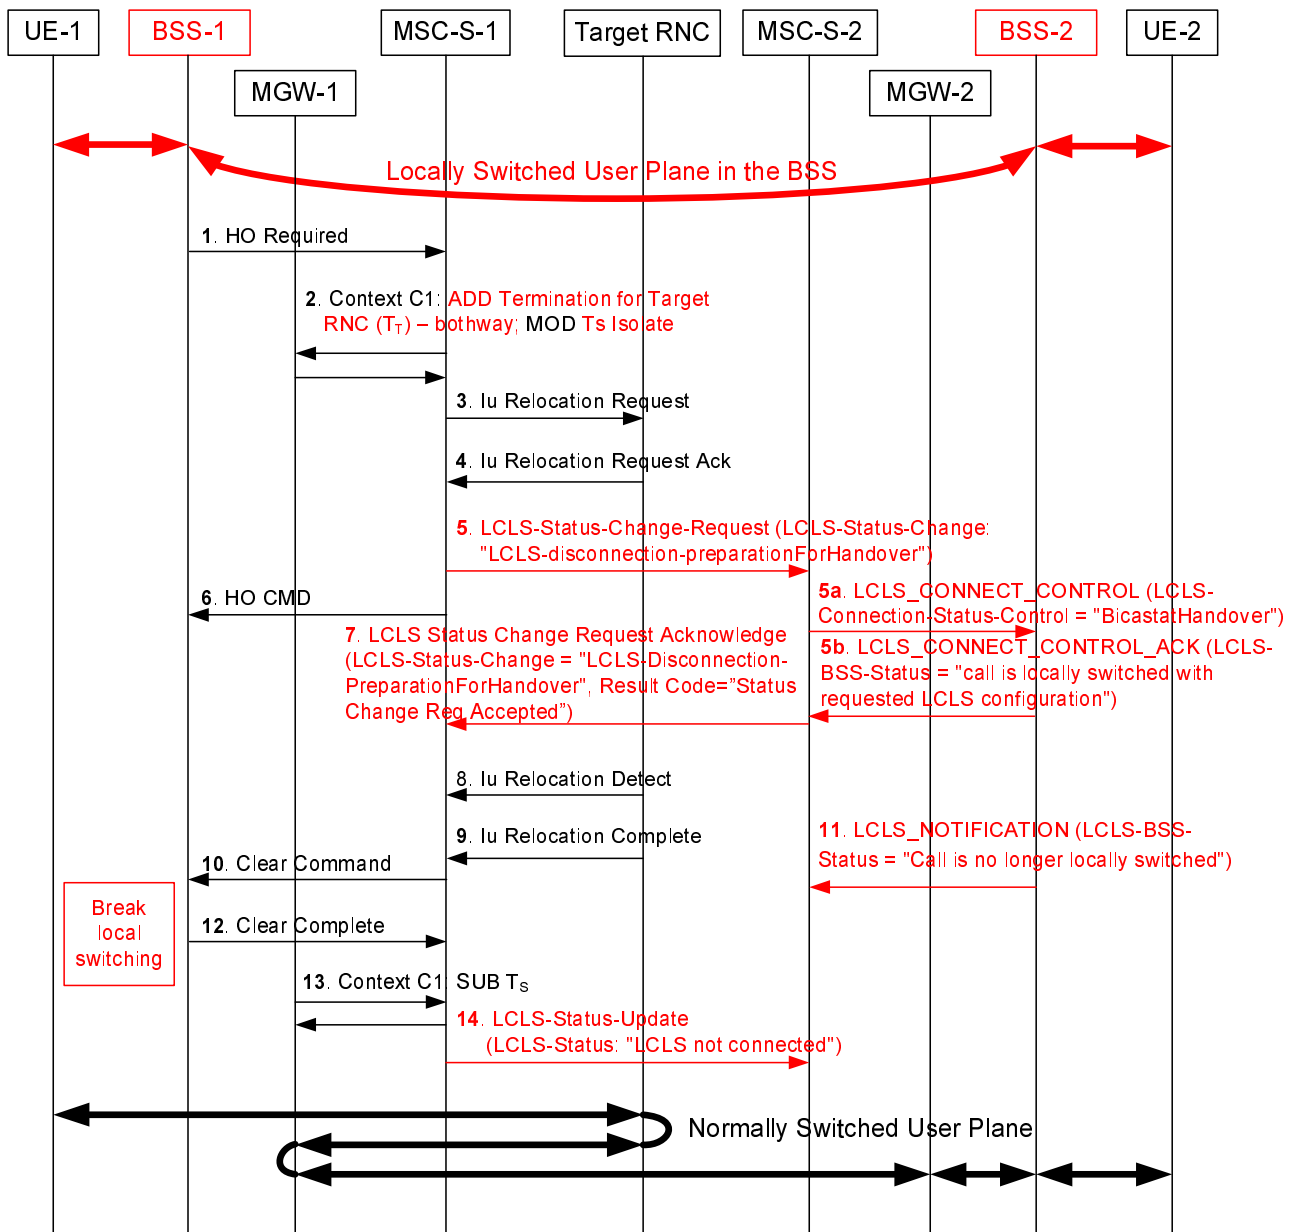 UE-1
BSS-1
MSC-S-1
Target RNC
MSC-S-2
BSS-2
UE-2
MGW-1
MGW-2
Locally Switched User Plane in the BSS
1. HO Required
2. Context C1: ADD Termination for Target
RNC (TT) – bothway; MOD Ts Isolate
3. Iu Relocation Request
4. Iu Relocation Request Ack
5. LCLS-Status-Change-Request (LCLS-Status-Change:
"LCLS-disconnection-preparationForHandover")
5a. LCLS_CONNECT_CONTROL (LCLS-
Connection-Status-Control = "BicastatHandover")
6. HO CMD
7. LCLS Status Change Request Acknowledge
(LCLS-Status-Change = "LCLS-Disconnection-
PreparationForHandover", Result Code=”Status
Change Req Accepted”)
5b. LCLS_CONNECT_CONTROL_ACK (LCLS-
BSS-Status = "call is locally switched with
requested LCLS configuration")
8. Iu Relocation Detect
9. Iu Relocation Complete
11. LCLS_NOTIFICATION (LCLS-BSS-
Status = "Call is no longer locally switched")
10. Clear Command
Break
local
switching
12. Clear Complete
13. Context C1: SUB TS
14. LCLS-Status-Update
(LCLS-Status: "LCLS not connected")
Normally Switched User Plane